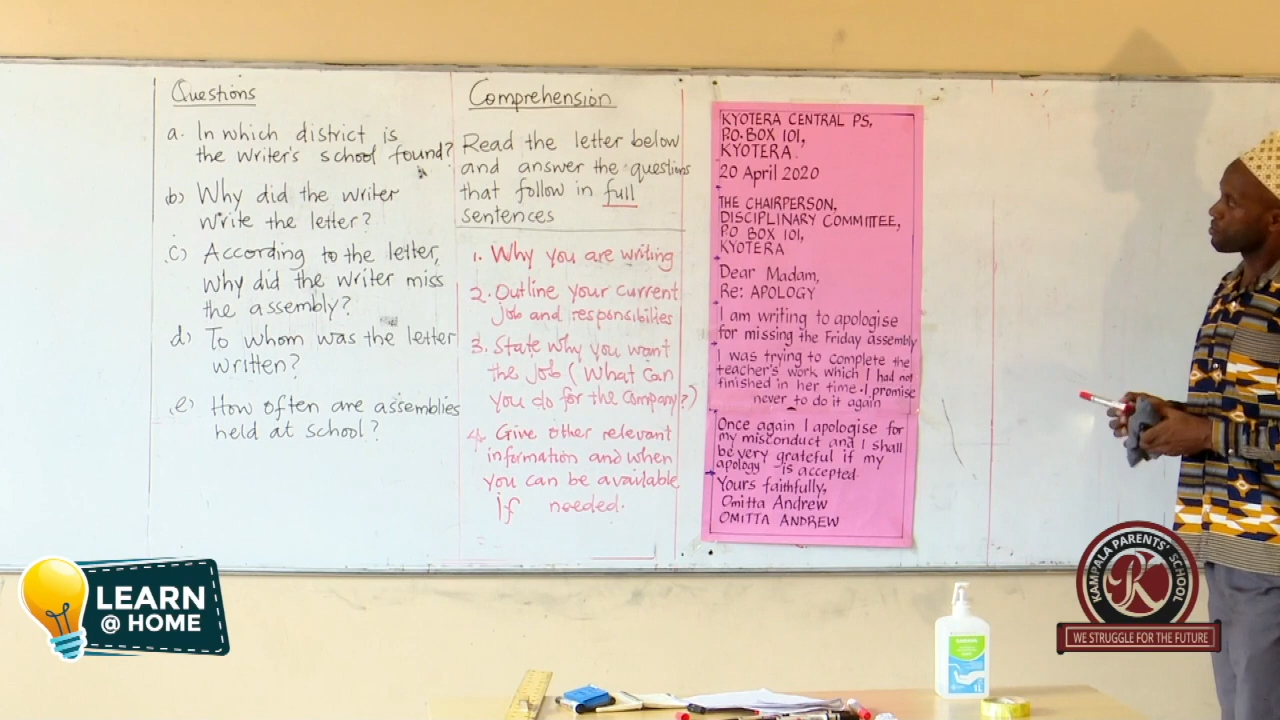 Questions
a. In which district is
the writer's school found?
b) Why did the writer
write the letter?
c) According to the letter,
why did the writer miss
the assembly?
d) To whom was the letter
written?
e) How often are assemblies
held at school?
Comprehension
Read the letter below
and answer the questions
that follow in full
sentences
1. Why you are writing
2. Outline your current
job and responsibilies
3. State why you want
the job (What can
you do for the company?)
4. Give other relevant
information and when
you can be available
if needed.
KYOTERA CENTRAL PS,
P.O. BOX 101,
KYOTERA.
20 April 2020
THE CHAIRPERSON,
DISCIPLINARY COMMITTEE,
P.O BOX 101,
KYOTERA
Dear Madam,
Re: APOLOGY
I am writing to apologise
for missing the Friday assembly
I was trying to complete the
teacher's work which I had not
finished in her time. I promise
never to do it again
Once again I apologise for
my misconduct and I shall
be very grateful if my
apology is accepted.
Yours faithfully,
Omitta Andrew
OMITTA ANDREW
LEARN
@ HOME
KAMPALA PARENTS' SCHOOL
WE STRUGGLE FOR THE FUTURE